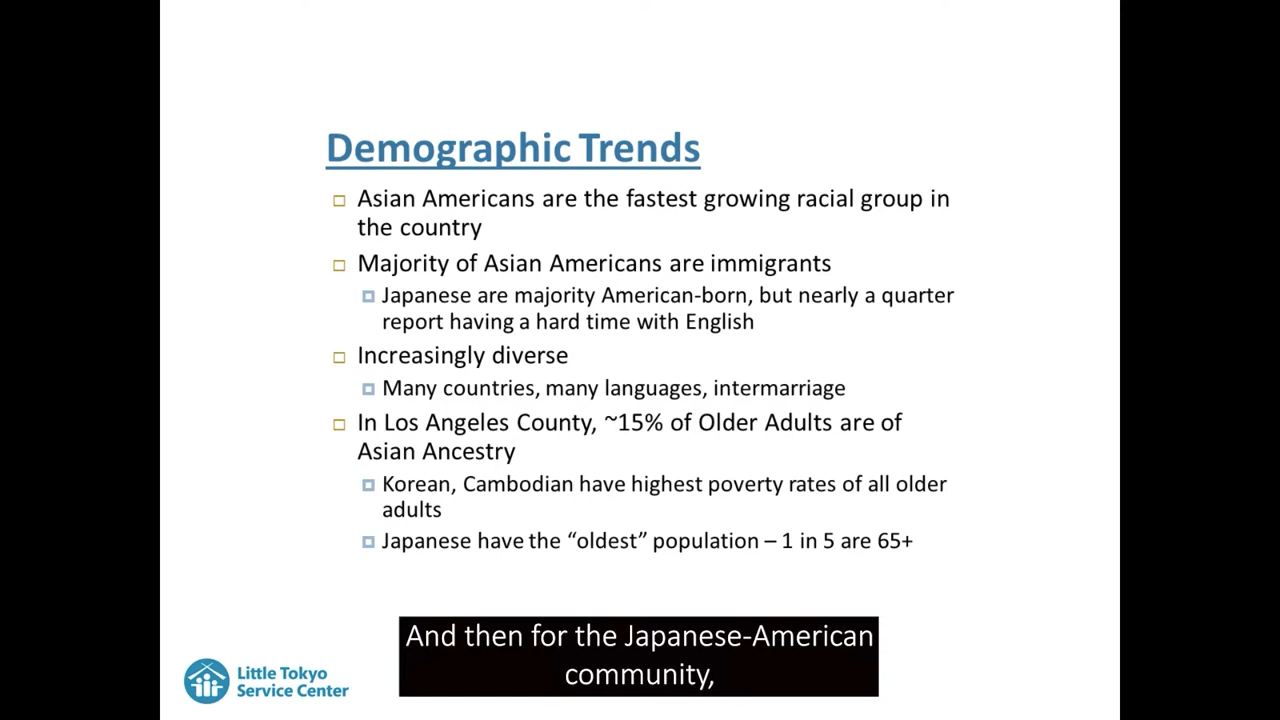 Demographic Trends
Asian Americans are the fastest growing racial group in
the country
Majority of Asian Americans are immigrants
Japanese are majority American-born, but nearly a quarter
report having a hard time with English
Increasingly diverse
Many countries, many languages, intermarriage
In Los Angeles County, ~15% of Older Adults are of
Asian Ancestry
Korean, Cambodian have highest poverty rates of all older
adults
Japanese have the “oldest” population – 1 in 5 are 65+
And then for the Japanese-American
community,
Little Tokyo
Service Center